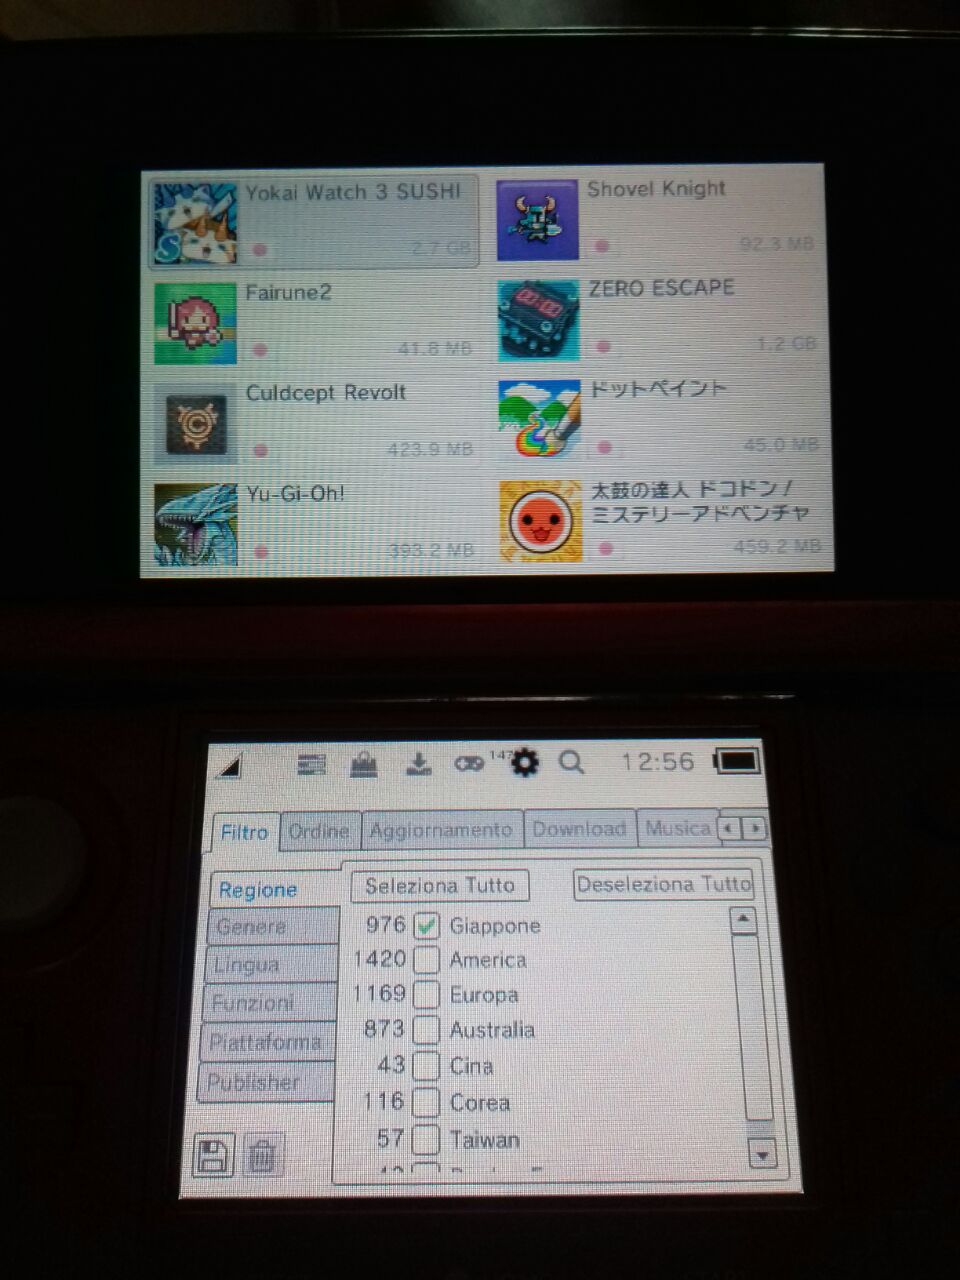 Yokai Watch 3 SUSHI
2.7 GB
Shovel Knight
92.3 MB
Fairune2
41.8 MB
ZERO ESCAPE
00:00
1.2 GB
Culdcept Revolt
423.9 MB
ドットペイント
45.0 MB
Yu-Gi-Oh!
393.2 MB
太鼓の達人 ドコドン！
ミステリーアドベンチャ
459.2 MB
12:56
Filtro Ordine Aggiornamento Download Musica
Regione
Genere
Lingua
Funzioni
Piattaforma
Publisher
Seleziona Tutto Deseleziona Tutto
976 Giappone
1420 America
1169 Europa
873 Australia
43 Cina
116 Corea
57 Taiwan